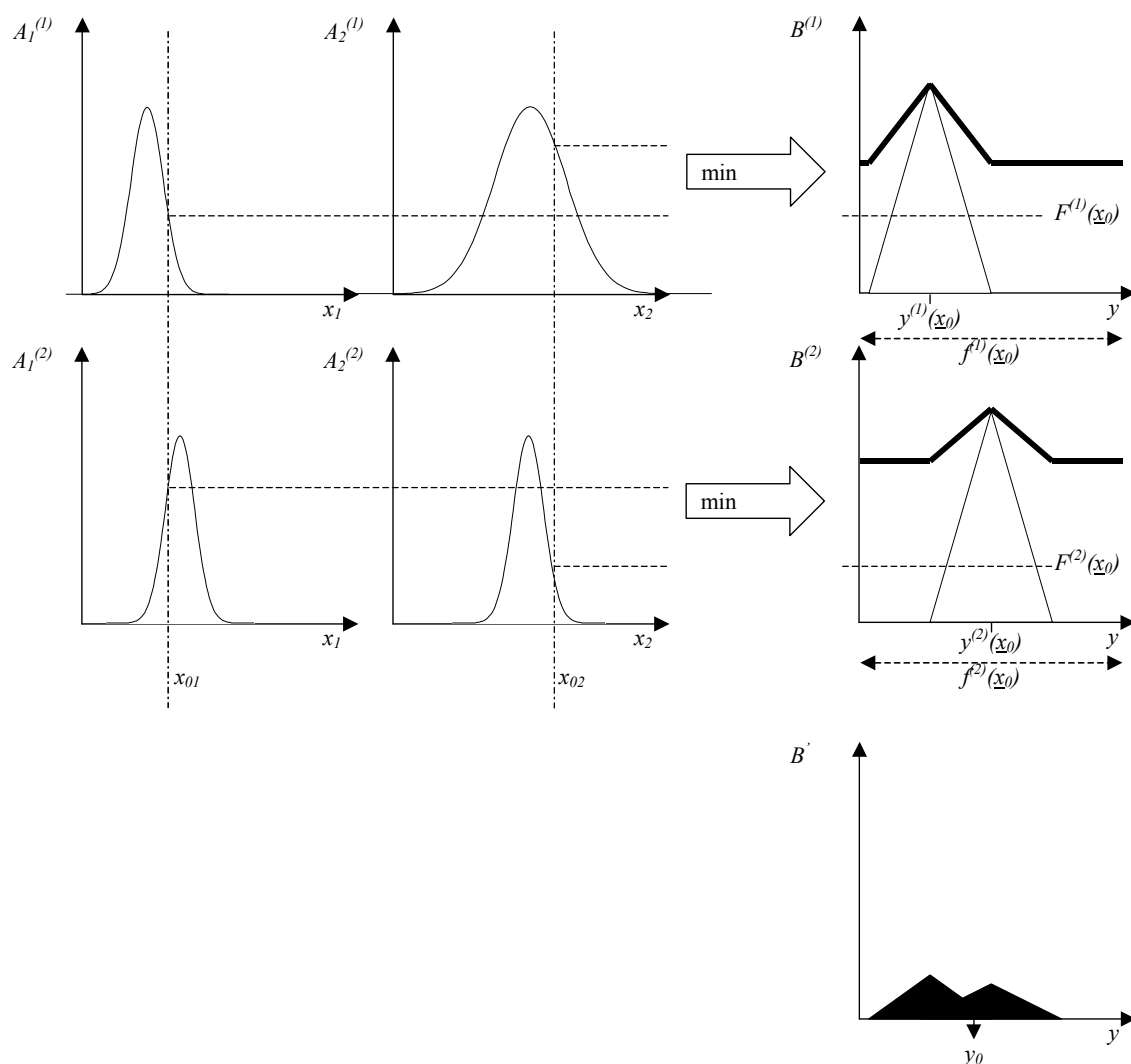 A₁⁽¹⁾ A₂⁽¹⁾ B⁽¹⁾
min
F⁽¹⁾(x₀)
x₁ x₂ y⁽¹⁾(x₀) y
f⁽¹⁾(x₀)
A₁⁽²⁾ A₂⁽²⁾ B⁽²⁾
min
F⁽²⁾(x₀)
x₁ x₂ y⁽²⁾(x₀) y
x₀₁ x₀₂ f⁽²⁾(x₀)
B’
y₀ y